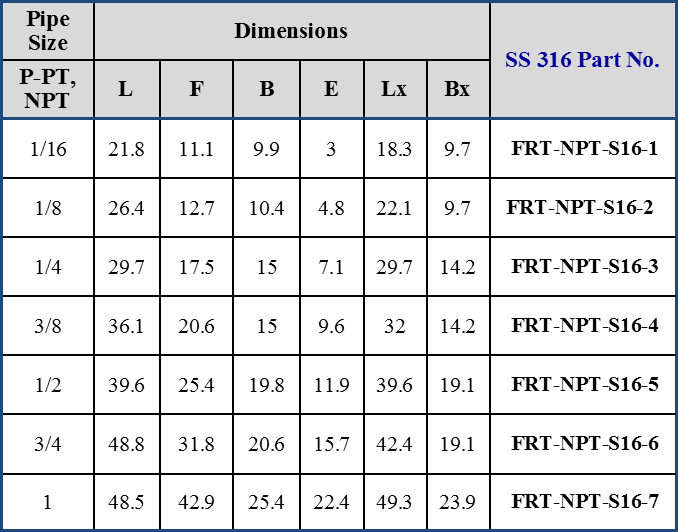 Pipe Size Dimensions SS 316 Part No.
P-PT, NPT L F B E Lx Bx
1/16 21.8 11.1 9.9 3 18.3 9.7 FRT-NPT-S16-1
1/8 26.4 12.7 10.4 4.8 22.1 9.7 FRT-NPT-S16-2
1/4 29.7 17.5 15 7.1 29.7 14.2 FRT-NPT-S16-3
3/8 36.1 20.6 15 9.6 32 14.2 FRT-NPT-S16-4
1/2 39.6 25.4 19.8 11.9 39.6 19.1 FRT-NPT-S16-5
3/4 48.8 31.8 20.6 15.7 42.4 19.1 FRT-NPT-S16-6
1 48.5 42.9 25.4 22.4 49.3 23.9 FRT-NPT-S16-7